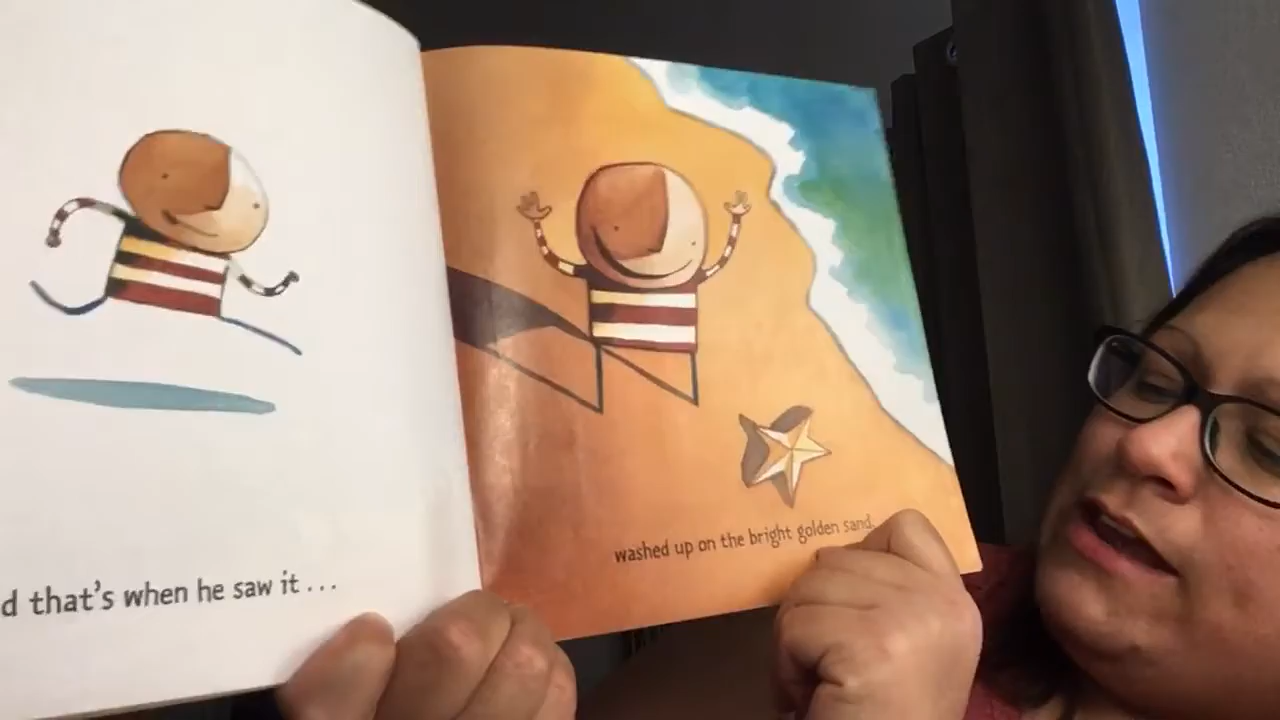 d that's when he saw it...
washed up on the bright golden sand.